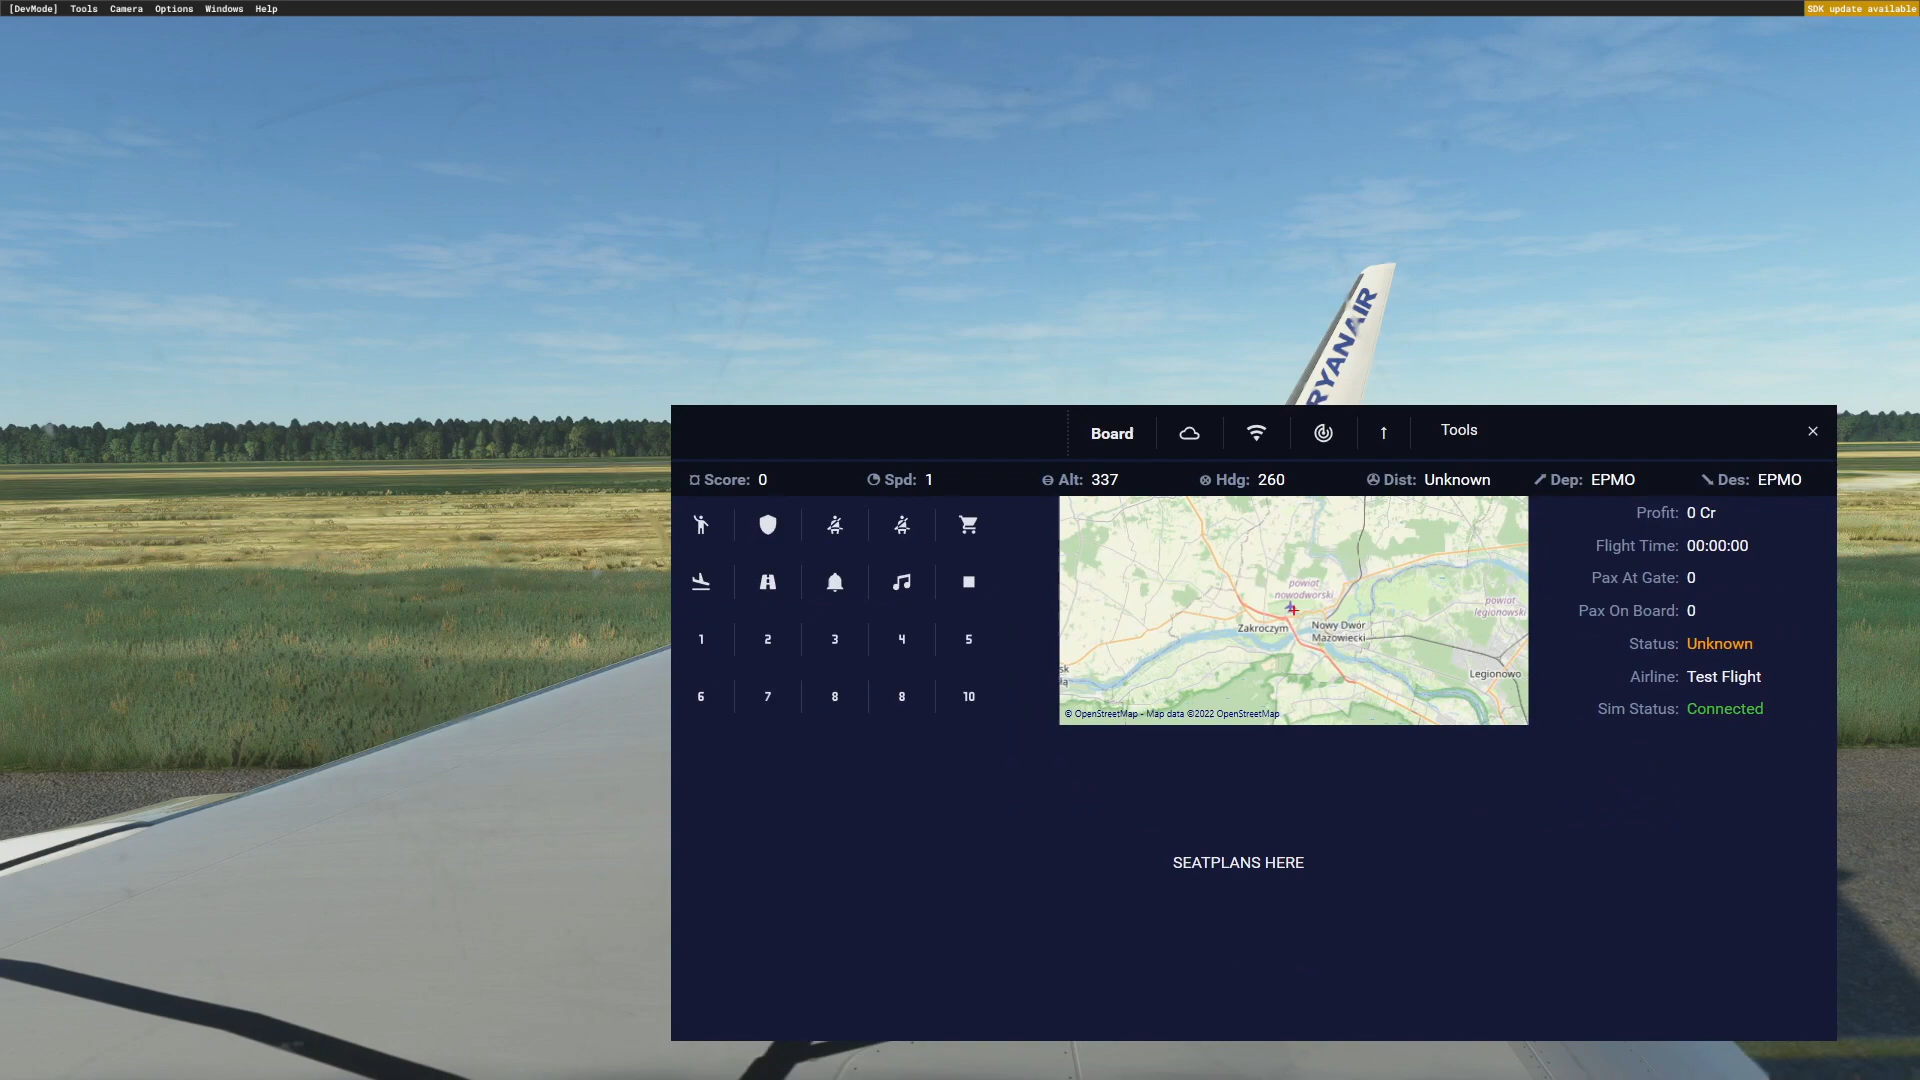 [DevMode] Tools Camera Options Windows Help
SDK update available
RYANAIR
Board
Tools
Score: 0
Spd: 1
Alt: 337
Hdg: 260
Dist: Unknown
Dep: EPMO
Des: EPMO
1 2 3 4 5
6 7 8 8 10
powiat
nowodworski
Zakroczym
Nowy Dwór
Mazowiecki
powiat
legionowski
Legionowo
sk
łą
© OpenStreetMap - Map data ©2022 OpenStreetMap
Profit: 0 Cr
Flight Time: 00:00:00
Pax At Gate: 0
Pax On Board: 0
Status: Unknown
Airline: Test Flight
Sim Status: Connected
SEATPLANS HERE